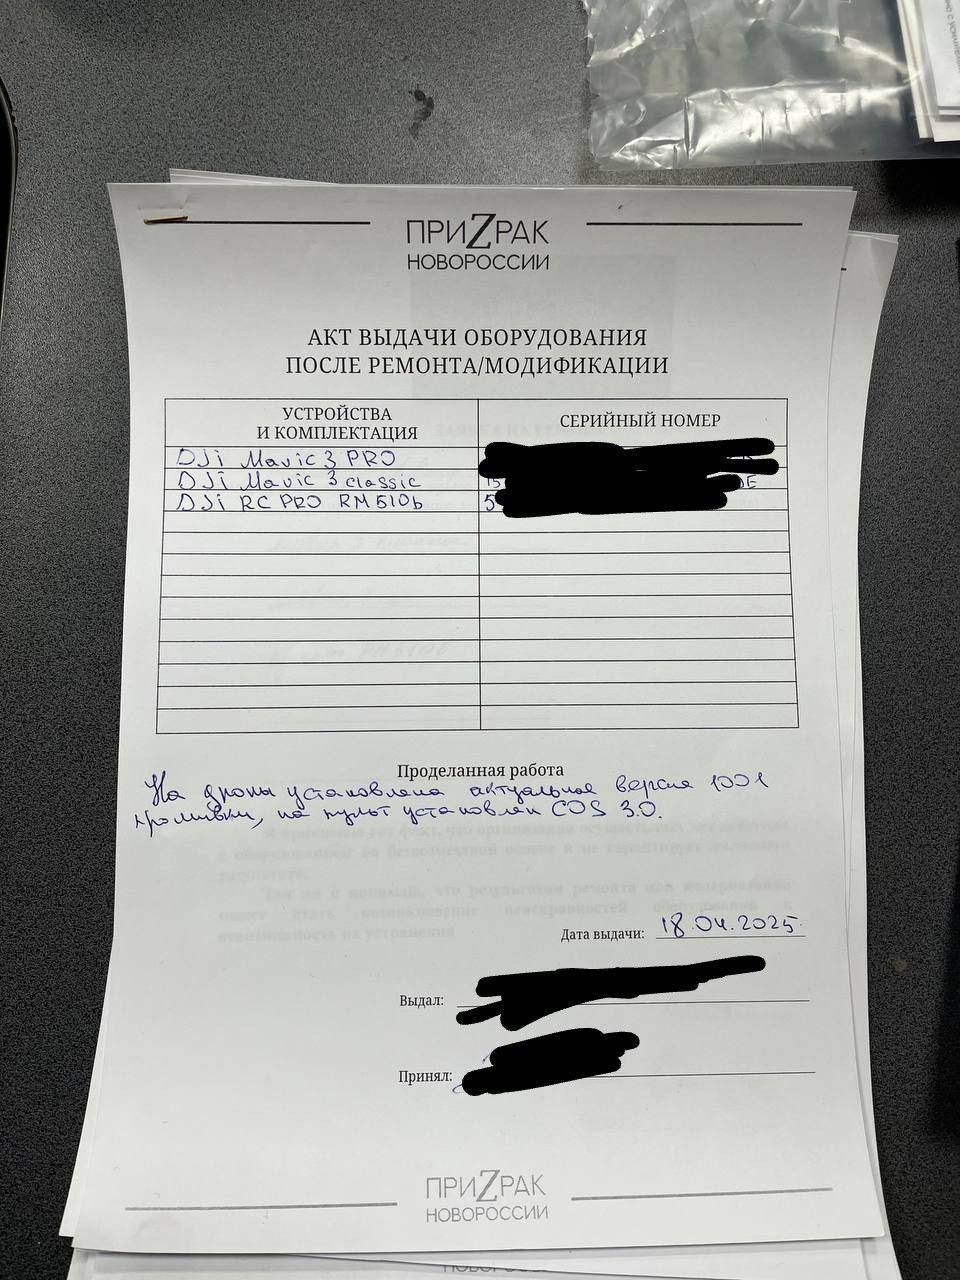 ПРИZРАК
НОВОРОССИИ
АКТ ВЫДАЧИ ОБОРУДОВАНИЯ
ПОСЛЕ РЕМОНТА/МОДИФИКАЦИИ
УСТРОЙСТВА
И КОМПЛЕКТАЦИЯ
СЕРИЙНЫЙ НОМЕР
DJi Mavic 3 PRO
DJi Mavic 3 classic
DJi RC PRO RM510b
Проделанная работа
На дроны установлена актуальная версия 1001
прошивки, на пульт установлен COS 3.0.
Дата выдачи: 18.04.2025.
Выдал:
Принял:
ПРИZРАК
НОВОРОССИИ